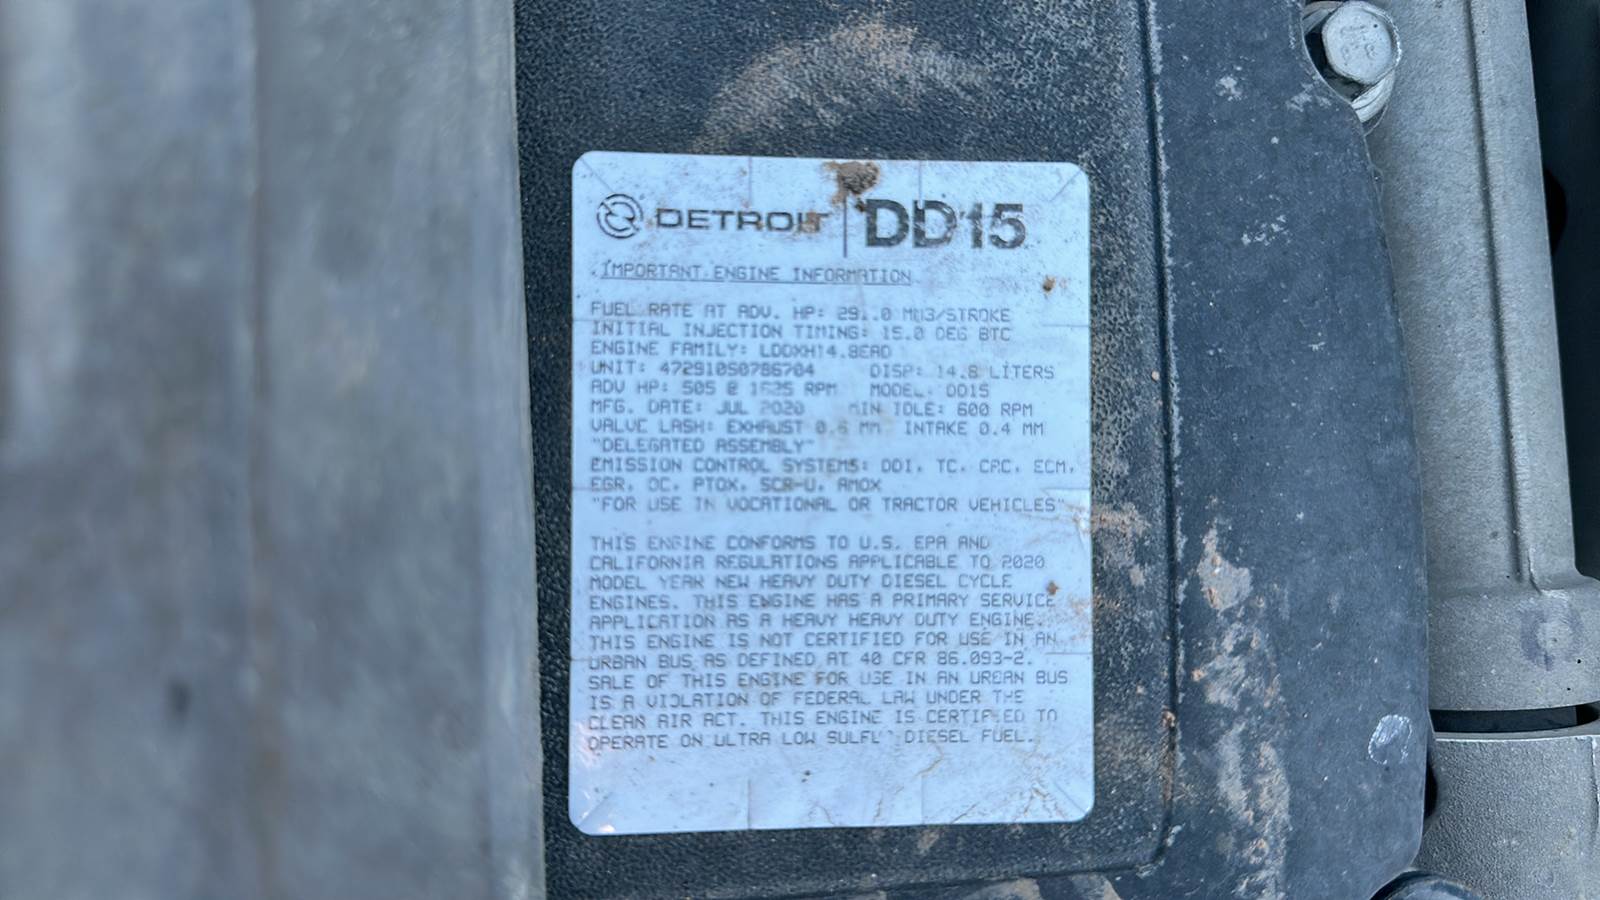 DETROIT | DD15
IMPORTANT ENGINE INFORMATION
FUEL RATE AT ADV. HP: 291.0 MM3/STROKE
INITIAL INJECTION TIMING: 15.0 DEG BTC
ENGINE FAMILY: LDDXH14.8EAD
UNIT: 472910S0786704 DISP: 14.8 LITERS
ADV HP: 505 @ 1625 RPM MODEL: DD15
MFG. DATE: JUL 2020 MIN IDLE: 600 RPM
VALVE LASH: EXHAUST 0.6 MM INTAKE 0.4 MM
"DELEGATED ASSEMBLY"
EMISSION CONTROL SYSTEMS: DDI, TC, CAC, ECM,
EGR, OC, PTOX, SCR-U, AMOX
"FOR USE IN VOCATIONAL OR TRACTOR VEHICLES"
THIS ENGINE CONFORMS TO U.S. EPA AND
CALIFORNIA REGULATIONS APPLICABLE TO 2020
MODEL YEAR NEW HEAVY DUTY DIESEL CYCLE
ENGINES. THIS ENGINE HAS A PRIMARY SERVICE
APPLICATION AS A HEAVY HEAVY DUTY ENGINE.
THIS ENGINE IS NOT CERTIFIED FOR USE IN AN
URBAN BUS AS DEFINED AT 40 CFR 86.093-2.
SALE OF THIS ENGINE FOR USE IN AN URBAN BUS
IS A VIOLATION OF FEDERAL LAW UNDER THE
CLEAN AIR ACT. THIS ENGINE IS CERTIFIED TO
OPERATE ON ULTRA LOW SULFUR DIESEL FUEL.